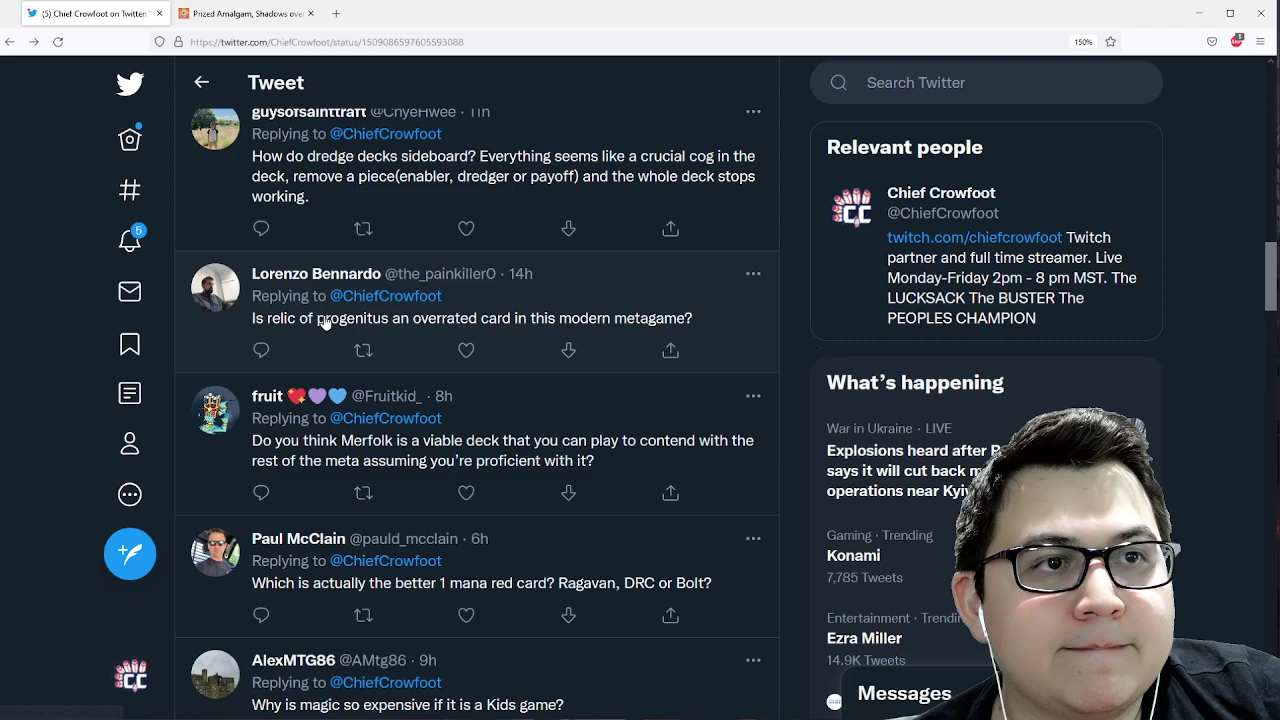 (5) Chief Crowfoot on Twitter: "
Prized Amalgam, Shadows over
https://twitter.com/ChiefCrowfoot/status/1509086597605593088
150%
Tweet
Search Twitter
guysofsainttraft @ChyeHwee · 11h
Replying to @ChiefCrowfoot
How do dredge decks sideboard? Everything seems like a crucial cog in the
deck, remove a piece(enabler, dredger or payoff) and the whole deck stops
working.
Lorenzo Bennardo @the_painkiller0 · 14h
Replying to @ChiefCrowfoot
Is relic of progenitus an overrated card in this modern metagame?
fruit 💖💜💙 @Fruitkid_ · 8h
Replying to @ChiefCrowfoot
Do you think Merfolk is a viable deck that you can play to contend with the
rest of the meta assuming you're proficient with it?
Paul McClain @pauld_mcclain · 6h
Replying to @ChiefCrowfoot
Which is actually the better 1 mana red card? Ragavan, DRC or Bolt?
AlexMTG86 @AMtg86 · 9h
Replying to @ChiefCrowfoot
Why is magic so expensive if it is a Kids game?
5
CC
Relevant people
CC
Chief Crowfoot
@ChiefCrowfoot
twitch.com/chiefcrowfoot Twitch
partner and full time streamer. Live
Monday-Friday 2pm - 8 pm MST. The
LUCKSACK The BUSTER The
PEOPLES CHAMPION
What's happening
War in Ukraine · LIVE
Explosions heard after
says it will cut back
operations near
Gaming · Trending
Konami
7,785 Tweets
Entertainment ·
Ezra Miller
14.9K Tweets
Messages